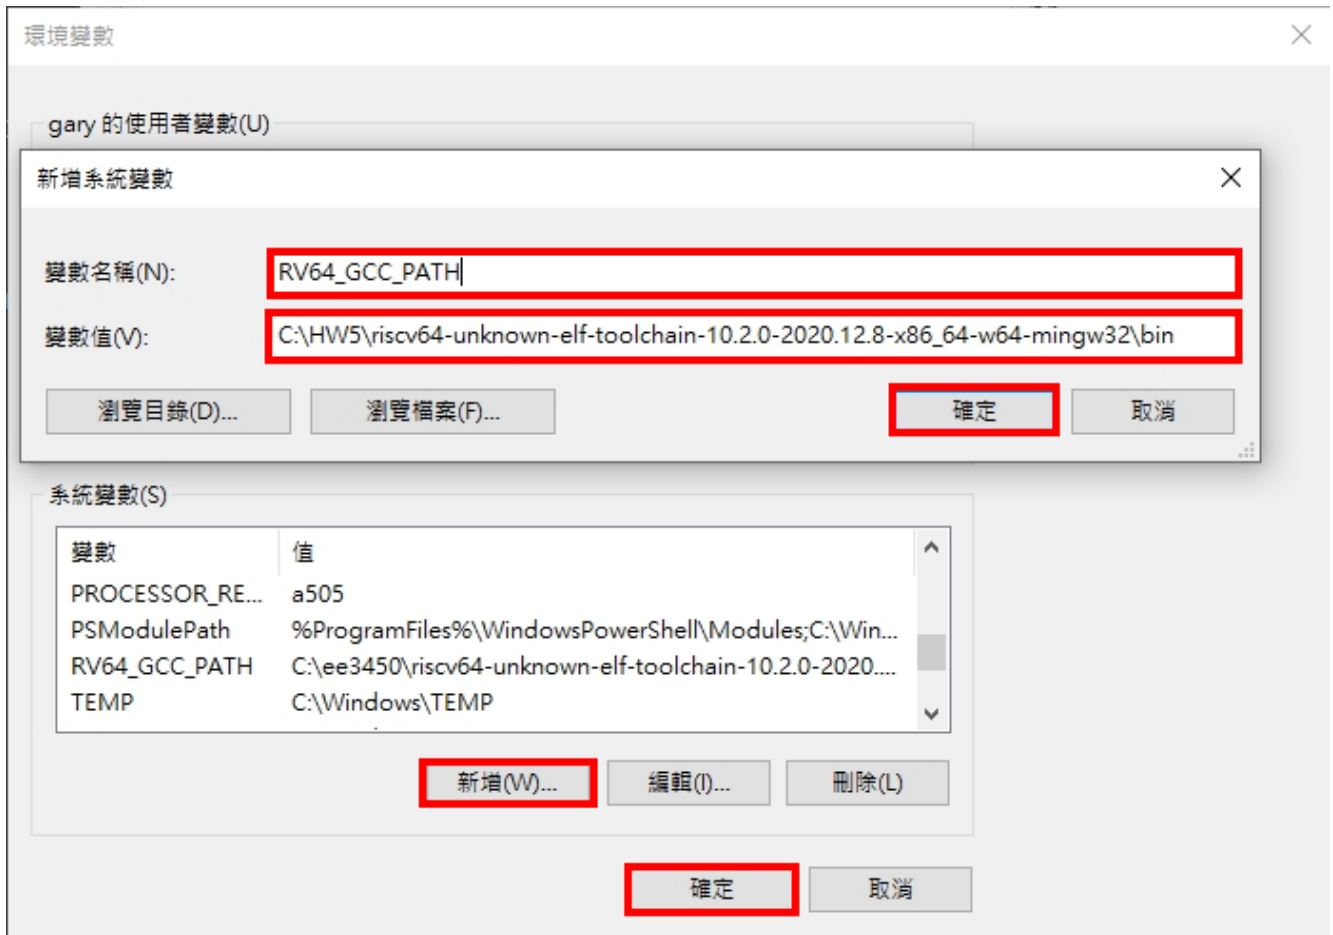 環境變數
gary 的使用者變數(U)
新增系統變數
變數名稱(N): RV64_GCC_PATH
變數值(V): C:\HW5\riscv64-unknown-elf-toolchain-10.2.0-2020.12.8-x86_64-w64-mingw32\bin
瀏覽目錄(D)... 瀏覽檔案(F)... 確定 取消
系統變數(S)
變數 值
PROCESSOR_RE... a505
PSModulePath %ProgramFiles%\WindowsPowerShell\Modules;C:\Win...
RV64_GCC_PATH C:\ee3450\riscv64-unknown-elf-toolchain-10.2.0-2020....
TEMP C:\Windows\TEMP
新增(W)... 編輯(I)... 刪除(L)
確定 取消